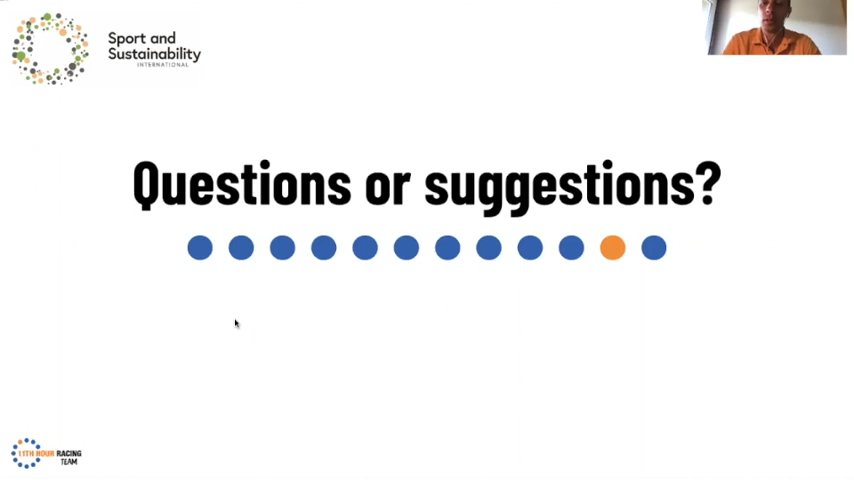 Sport and
Sustainability
INTERNATIONAL
Questions or suggestions?
11TH HOUR RACING
TEAM